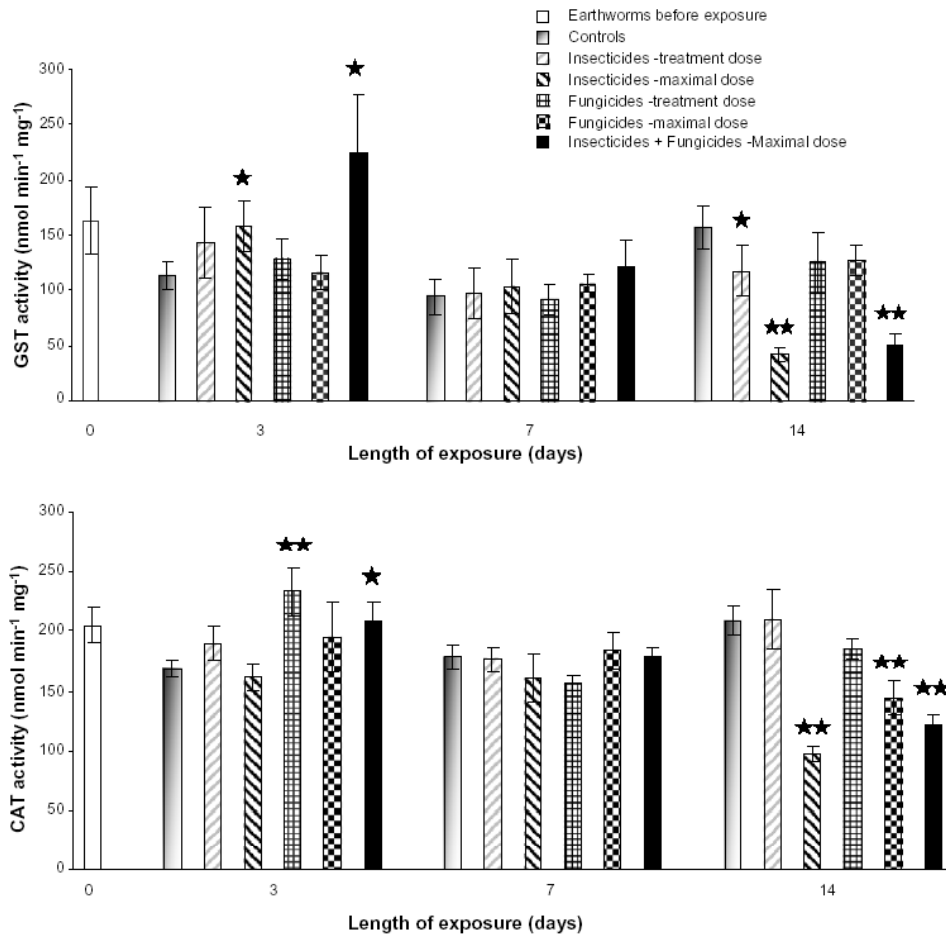 Earthworms before exposure
Controls
Insecticides -treatment dose
Insecticides -maximal dose
Fungicides -treatment dose
Fungicides -maximal dose
Insecticides + Fungicides -Maximal dose
GST activity (nmol min⁻¹ mg⁻¹)
300
250
200
150
100
50
0
0 3 7 14
Length of exposure (days)
CAT activity (nmol min⁻¹ mg⁻¹)
300
250
200
150
100
50
0
0 3 7 14
Length of exposure (days)